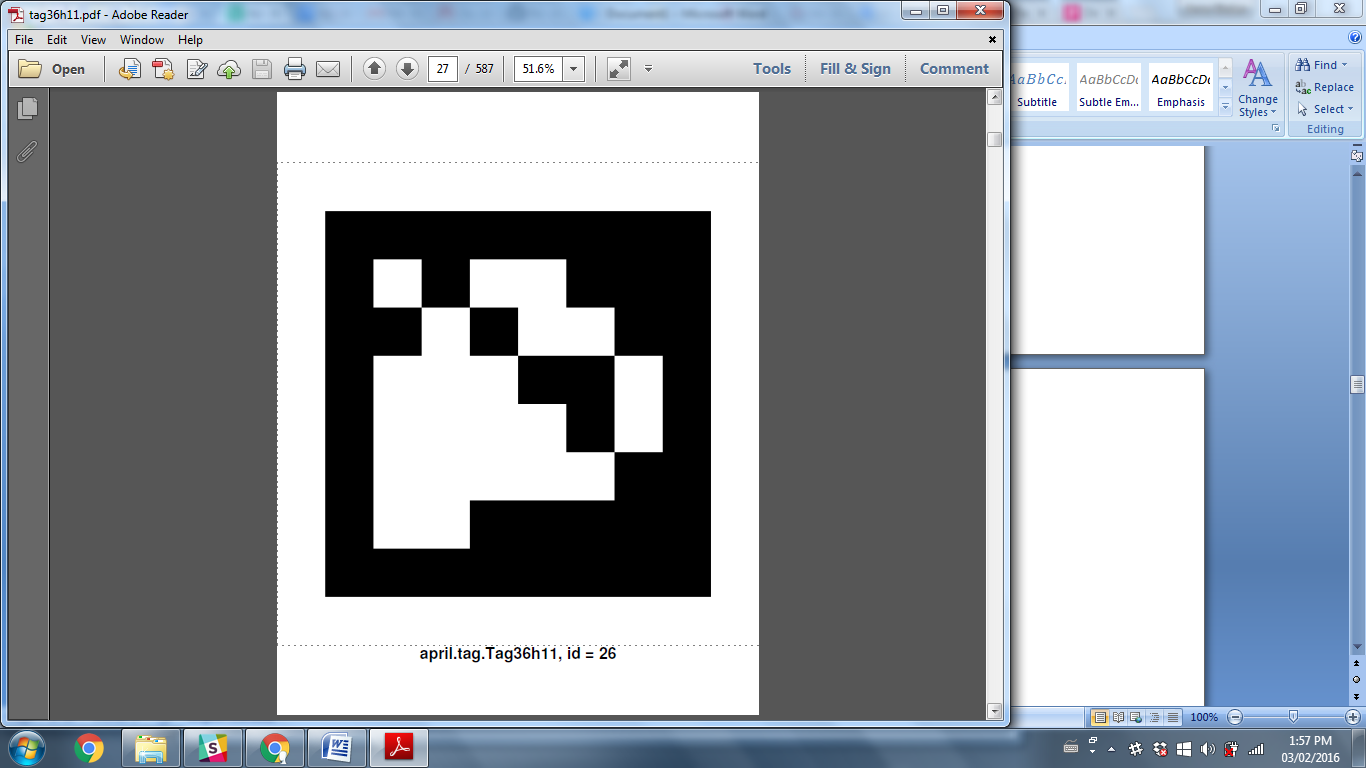 tag36h11.pdf - Adobe Reader
File Edit View Window Help
Open 27 / 587 51.6% Tools Fill & Sign Comment
april.tag.Tag36h11, id = 26
AaBbCc. AaBbCcDc AaBbCcDc
Subtitle Subtle Em... Emphasis
Change Styles
Find
Replace
Select
Editing
100%
1:57 PM
03/02/2016